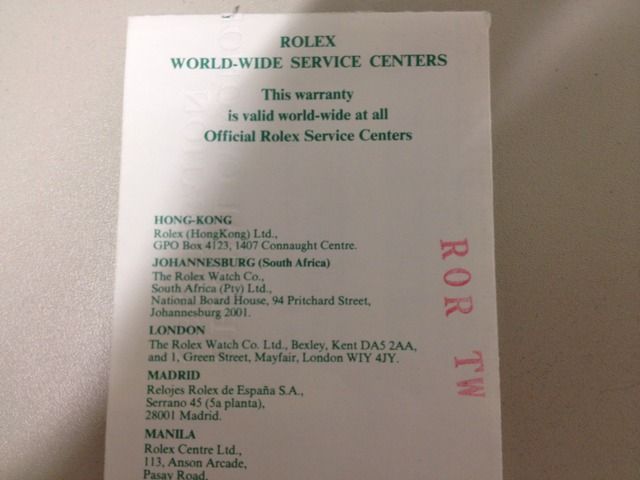 ROLEX
WORLD-WIDE SERVICE CENTERS
This warranty
is valid world-wide at all
Official Rolex Service Centers
HONG-KONG
Rolex (HongKong) Ltd.,
GPO Box 4123, 1407 Connaught Centre.
JOHANNESBURG (South Africa)
The Rolex Watch Co.,
South Africa (Pty) Ltd.,
National Board House, 94 Pritchard Street,
Johannesburg 2001.
LONDON
The Rolex Watch Co. Ltd., Bexley, Kent DA5 2AA,
and 1, Green Street, Mayfair, London WIY 4JY.
MADRID
Relojes Rolex de España S.A.,
Serrano 45 (5a planta),
28001 Madrid.
MANILA
Rolex Centre Ltd.,
113, Anson Arcade,
Pasay Road,
ROR TW